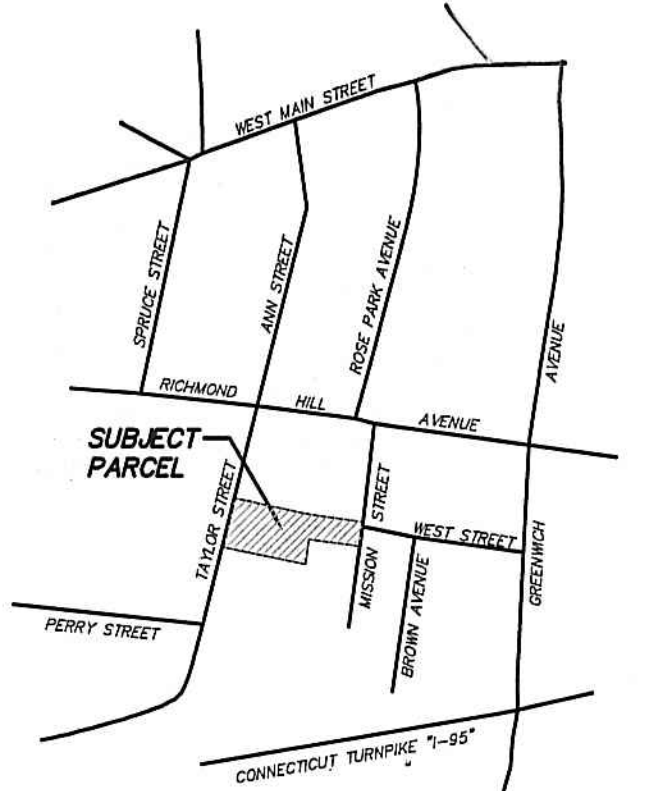 WEST MAIN STREET
SPRUCE STREET
ANN STREET
ROSE PARK AVENUE
AVENUE
RICHMOND
HILL
AVENUE
SUBJECT
PARCEL
TAYLOR STREET
STREET
WEST STREET
MISSION
BROWN AVENUE
GREENWICH
PERRY STREET
CONNECTICUT TURNPIKE "I-95"
"